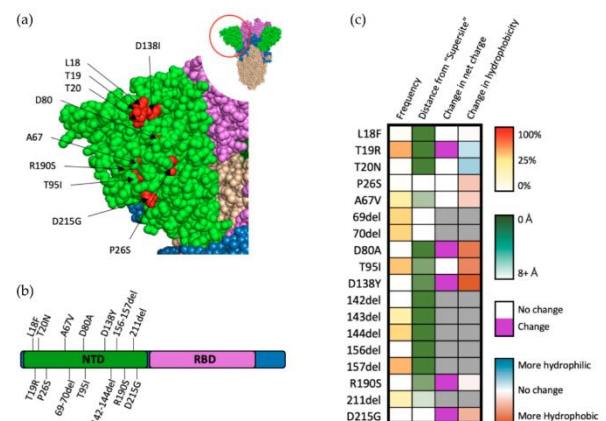 (a)
D138I
L18
T19
T20
D80
A67
R190S
T95I
D215G
P26S
(b)
L18F
T20N
A67V
D80A
D138Y
156-157del
211del
NTD
RBD
T19R
P26S
69-70del
T95I
142-144del
R190S
D215G
(c)
Frequency
Distance from "Supersite"
Change in net charge
Change in hydrophobicity
L18F
T19R
T20N
P26S
A67V
69del
70del
D80A
T95I
D138Y
142del
143del
144del
156del
157del
R190S
211del
D215G
100%
25%
0%
0 Å
8+ Å
No change
Change
More hydrophilic
No change
More Hydrophobic